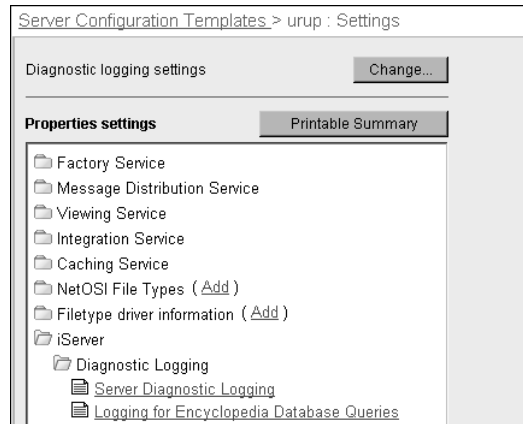 Server Configuration Templates > urup : Settings
Diagnostic logging settings
Change...
Properties settings
Printable Summary
Factory Service
Message Distribution Service
Viewing Service
Integration Service
Caching Service
NetOSI File Types ( Add )
Filetype driver information ( Add )
iServer
Diagnostic Logging
Server Diagnostic Logging
Logging for Encyclopedia Database Queries